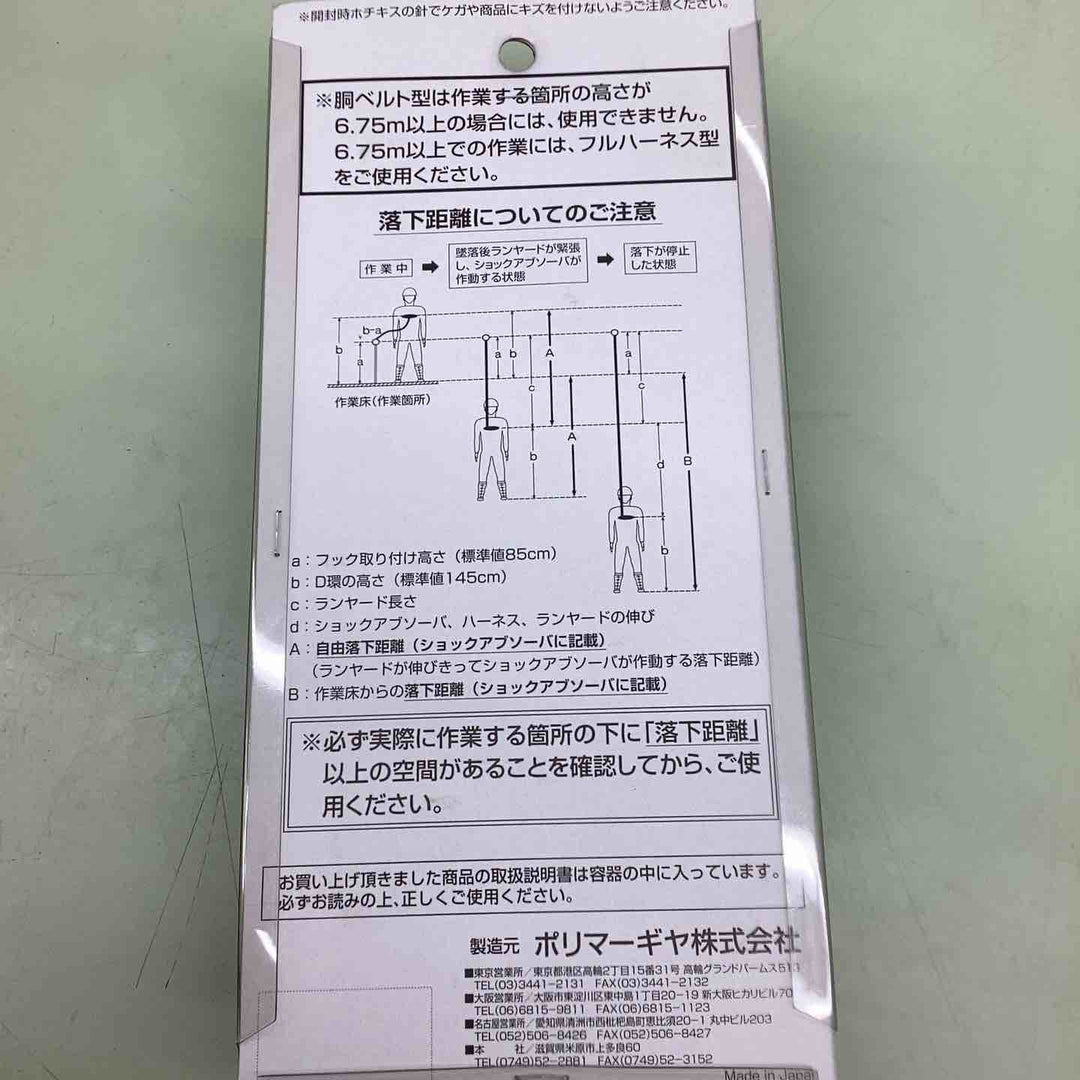 ※開封時ホチキスの針でケガや商品にキズを付けないようご注意ください。
※胴ベルト型は作業する箇所の高さが
6.75m以上の場合には、使用できません。
6.75m以上での作業には、フルハーネス型
をご使用ください。
落下距離についてのご注意
作業中
墜落後ランヤードが緊張
し、ショックアブソーバが
作動する状態
落下が停止
した状態
b-a
b
a
a
b
A
a
c
c
作業床(作業箇所)
b
A
d
B
b
a:フック取り付け高さ(標準値85cm)
b:D環の高さ(標準値145cm)
c:ランヤード長さ
d:ショックアブソーバ、ハーネス、ランヤードの伸び
A:自由落下距離(ショックアブソーバに記載)
(ランヤードが伸びきってショックアブソーバが作動する落下距離)
B:作業床からの落下距離(ショックアブソーバに記載)
※必ず実際に作業する箇所の下に「落下距離」
以上の空間があることを確認してから、ご使
用ください。
お買い上げ頂きました商品の取扱説明書は容器の中に入っています。
必ずお読みの上、正しくご使用ください。
製造元 ポリマーギヤ株式会社
■東京営業所/東京都港区高輪2丁目15番31号 高輪グランドパームス513
TEL(03)3441-2131 FAX(03)3441-2132
■大阪営業所/大阪市東淀川区東中島1丁目20-19 新大阪ヒカリビル70
TEL(06)6815-9811 FAX(06)6815-1123
■名古屋営業所/愛知県清洲市西枇杷島町恵比須20-1 丸中ビル203
TEL(052)506-8426 FAX(052)506-8427
■本 社/滋賀県米原市上多良60
TEL(0749)52-2881 FAX(0749)52-3152
Made in Japan